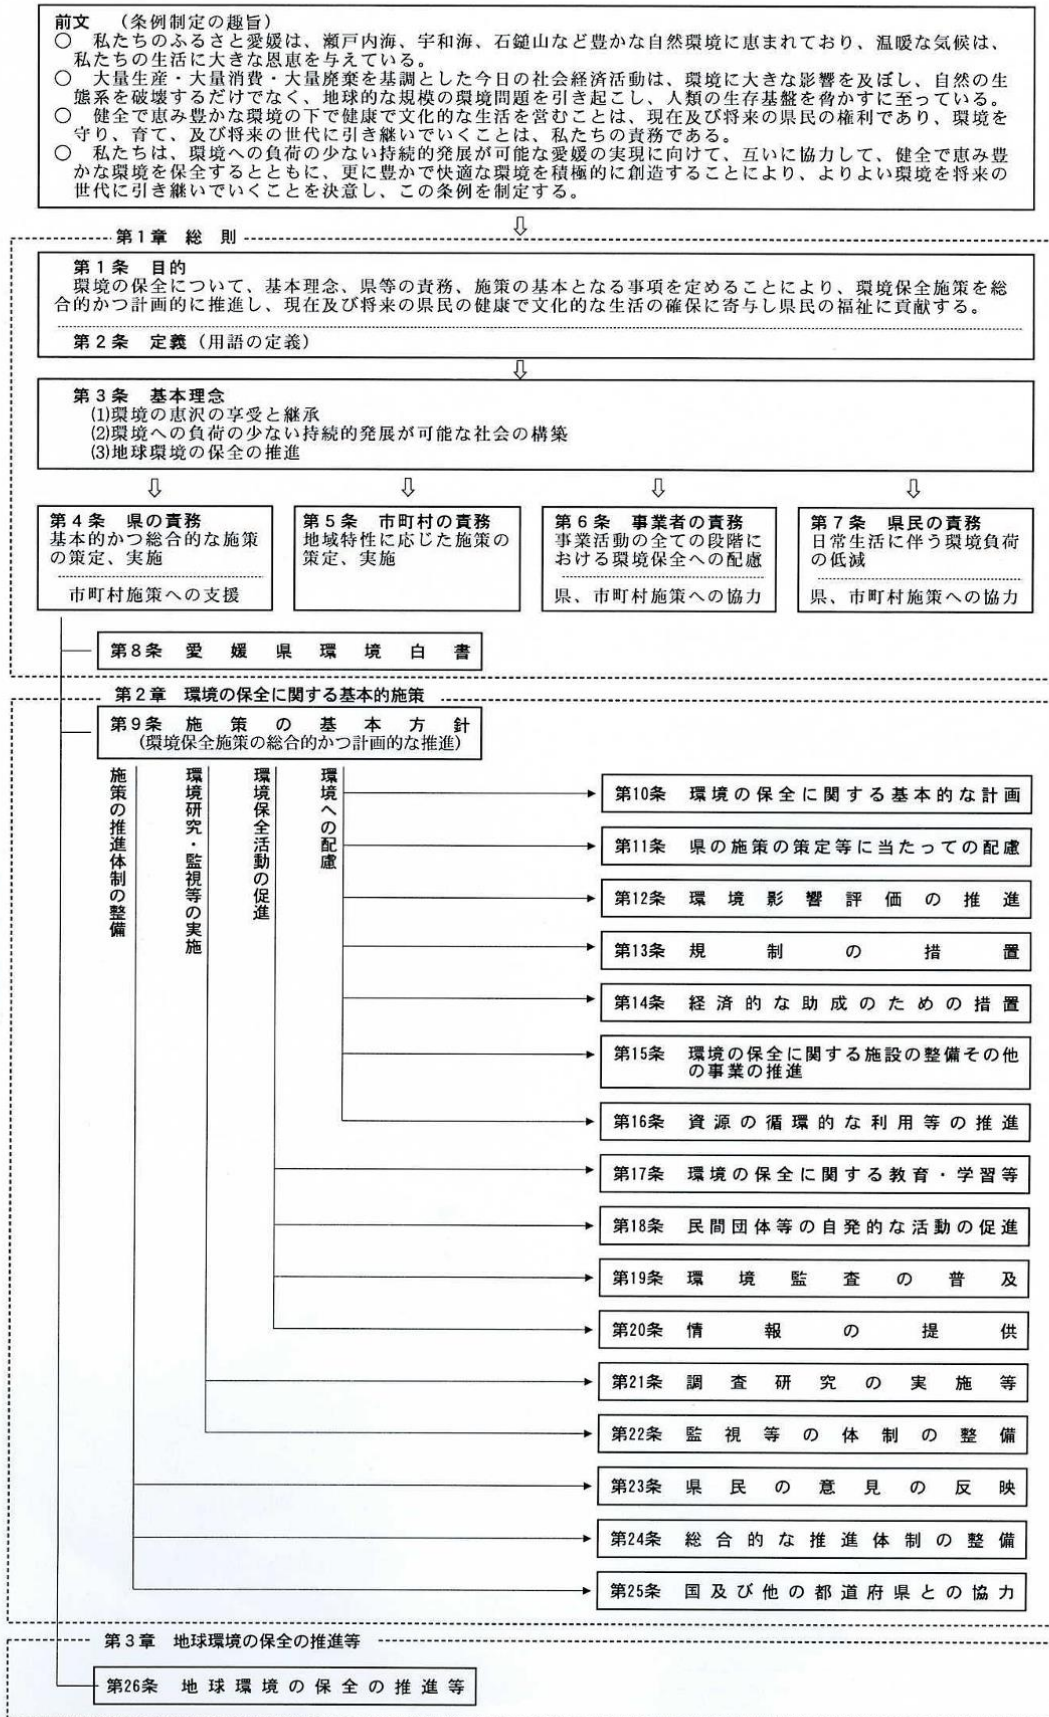 前文 (条例制定の趣旨)
○ 私たちのふるさと愛媛は、瀬戸内海、宇和海、石鎚山など豊かな自然環境に恵まれており、温暖な気候は、
私たちの生活に大きな恩恵を与えている。
○ 大量生産・大量消費・大量廃棄を基調とした今日の社会経済活動は、環境に大きな影響を及ぼし、自然の生
態系を破壊するだけでなく、地球的な規模の環境問題を引き起こし、人類の生存基盤を脅かすに至っている。
○ 健全で恵み豊かな環境の下で健康で文化的な生活を営むことは、現在及び将来の県民の権利であり、環境を
守り、育て、及び将来の世代に引き継いでいくことは、私たちの責務である。
○ 私たちは、環境への負荷の少ない持続的発展が可能な愛媛の実現に向けて、互いに協力して、健全で恵み豊
かな環境を保全するとともに、更に豊かで快適な環境を積極的に創造することにより、よりよい環境を将来の
世代に引き継いでいくことを決意し、この条例を制定する。
第1章 総則
第1条 目的
環境の保全について、基本理念、県等の責務、施策の基本となる事項を定めることにより、環境保全施策を総
合的かつ計画的に推進し、現在及び将来の県民の健康で文化的な生活の確保に寄与し県民の福祉に貢献する。
第2条 定義(用語の定義)
第3条 基本理念
(1)環境の恵沢の享受と継承
(2)環境への負荷の少ない持続的発展が可能な社会の構築
(3)地球環境の保全の推進
第4条 県の責務
基本的かつ総合的な施策
の策定、実施
市町村施策への支援
第5条 市町村の責務
地域特性に応じた施策の
策定、実施
第6条 事業者の責務
事業活動の全ての段階に
おける環境保全への配慮
県、市町村施策への協力
第7条 県民の責務
日常生活に伴う環境負荷
の低減
県、市町村施策への協力
第8条 愛媛県環境白書
第2章 環境の保全に関する基本的施策
第9条 施策の基本方針
(環境保全施策の総合的かつ計画的な推進)
施策の推進体制の整備
環境研究・監視等の実施
環境保全活動の促進
環境への配慮
第10条 環境の保全に関する基本的な計画
第11条 県の施策の策定等に当たっての配慮
第12条 環境影響評価の推進
第13条 規制の措置
第14条 経済的な助成のための措置
第15条 環境の保全に関する施設の整備その他
の事業の推進
第16条 資源の循環的な利用等の推進
第17条 環境の保全に関する教育・学習等
第18条 民間団体等の自発的な活動の促進
第19条 環境監査の普及
第20条 情報の提供
第21条 調査研究の実施等
第22条 監視等の体制の整備
第23条 県民の意見の反映
第24条 総合的な推進体制の整備
第25条 国及び他の都道府県との協力
第3章 地球環境の保全の推進等
第26条 地球環境の保全の推進等